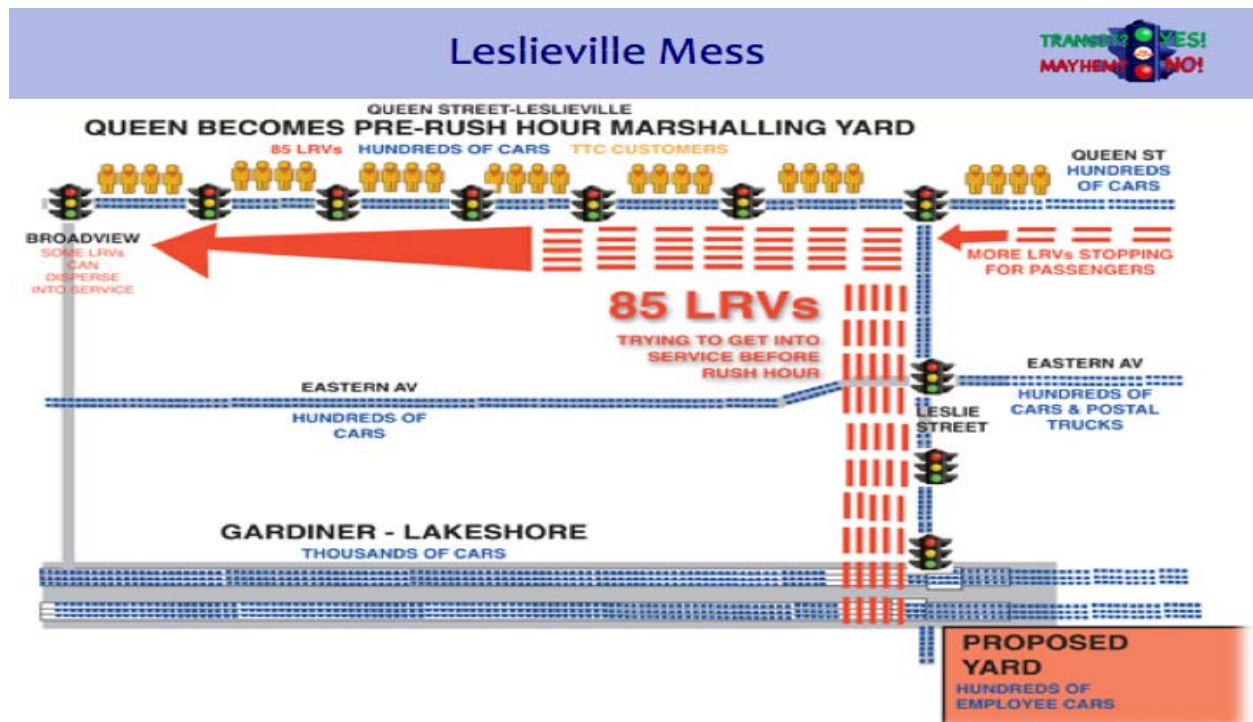 Leslieville Mess
TRANSIT? YES!
MAYHEM? NO!
QUEEN STREET-LESLIEVILLE
QUEEN BECOMES PRE-RUSH HOUR MARSHALLING YARD
85 LRVs HUNDREDS OF CARS TTC CUSTOMERS
QUEEN ST
HUNDREDS
OF CARS
BROADVIEW
SOME LRVs
CAN
DISPERSE
INTO SERVICE
MORE LRVs STOPPING
FOR PASSENGERS
85 LRVs
TRYING TO GET INTO
SERVICE BEFORE
RUSH HOUR
EASTERN AV
HUNDREDS OF
CARS
EASTERN AV
HUNDREDS OF
CARS & POSTAL
TRUCKS
LESLIE
STREET
GARDINER - LAKESHORE
THOUSANDS OF CARS
PROPOSED
YARD
HUNDREDS OF
EMPLOYEE CARS